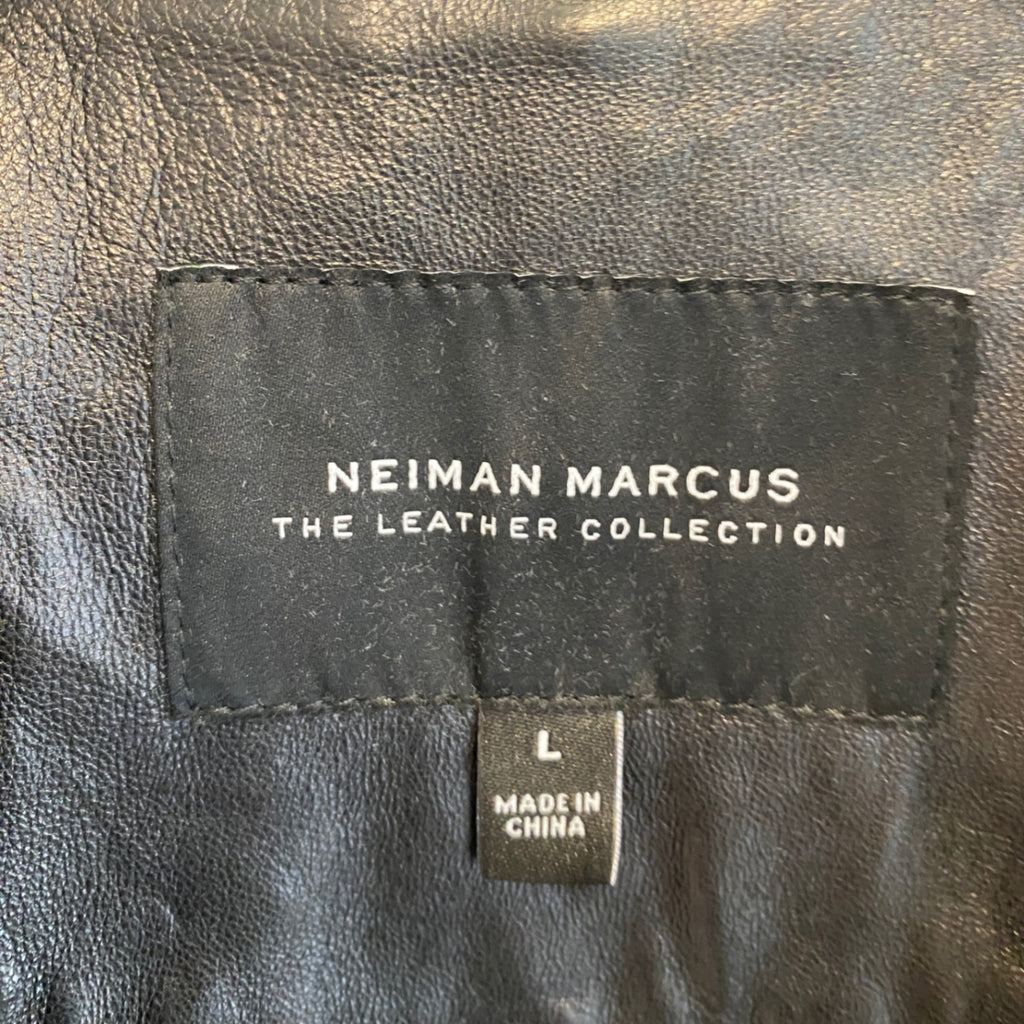 NEIMAN MARCUS
THE LEATHER COLLECTION
L
MADE IN
CHINA